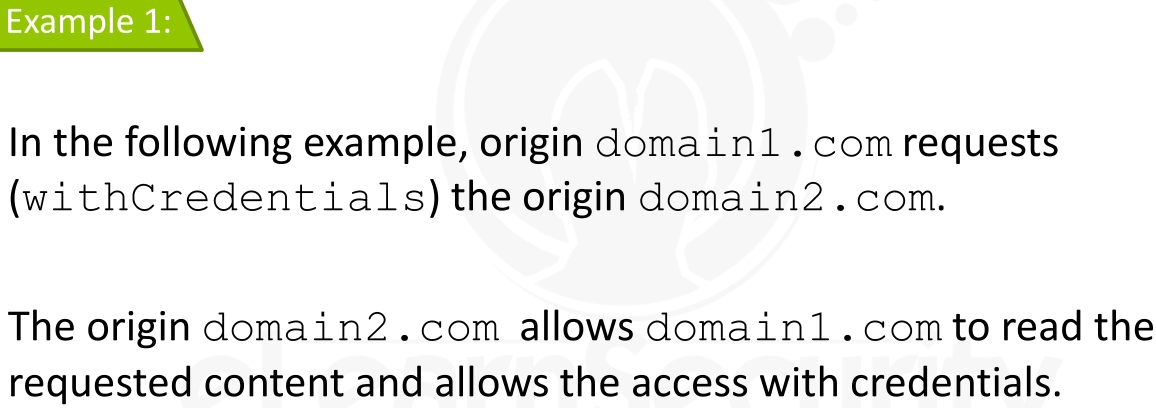 Example 1:
In the following example, origin domain1.com requests
(withCredentials) the origin domain2.com.
The origin domain2.com allows domain1.com to read the
requested content and allows the access with credentials.
eLearnSecurity